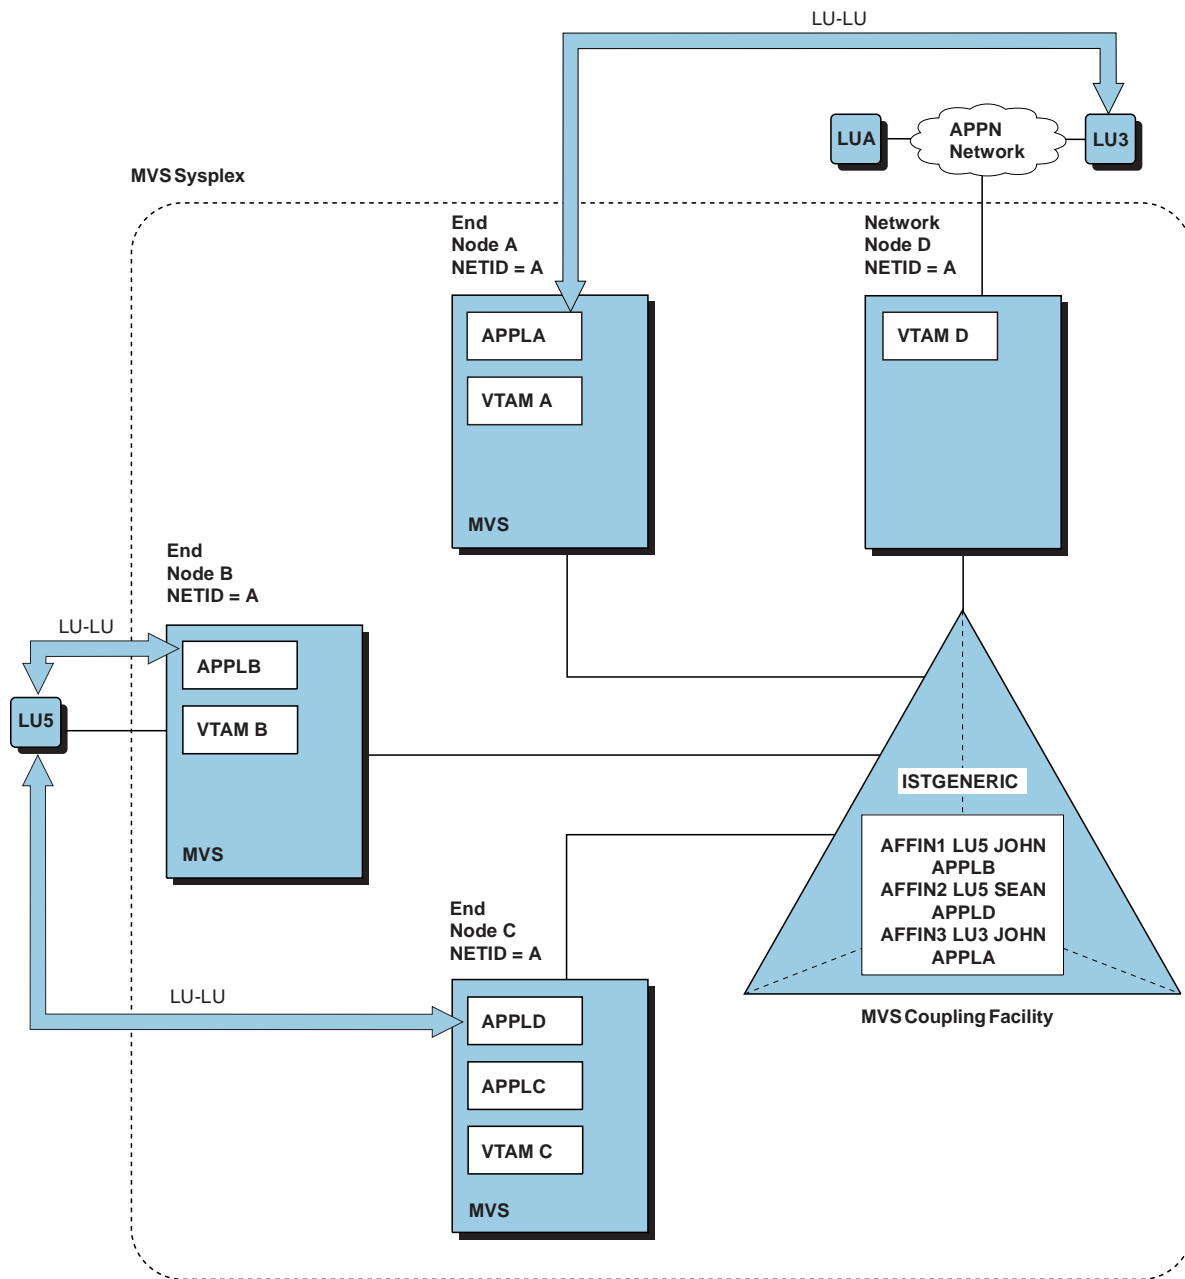 LU-LU
LUA
APPN
Network
LU3
MVS Sysplex
End
Node A
NETID = A
Network
Node D
NETID = A
APPLA
VTAM A
MVS
VTAM D
End
Node B
NETID = A
LU-LU
APPLB
VTAM B
MVS
LU5
ISTGENERIC
AFFIN1 LU5 JOHN
APPLB
AFFIN2 LU5 SEAN
APPLD
AFFIN3 LU3 JOHN
APPLA
MVS Coupling Facility
End
Node C
NETID = A
LU-LU
APPLD
APPLC
VTAM C
MVS